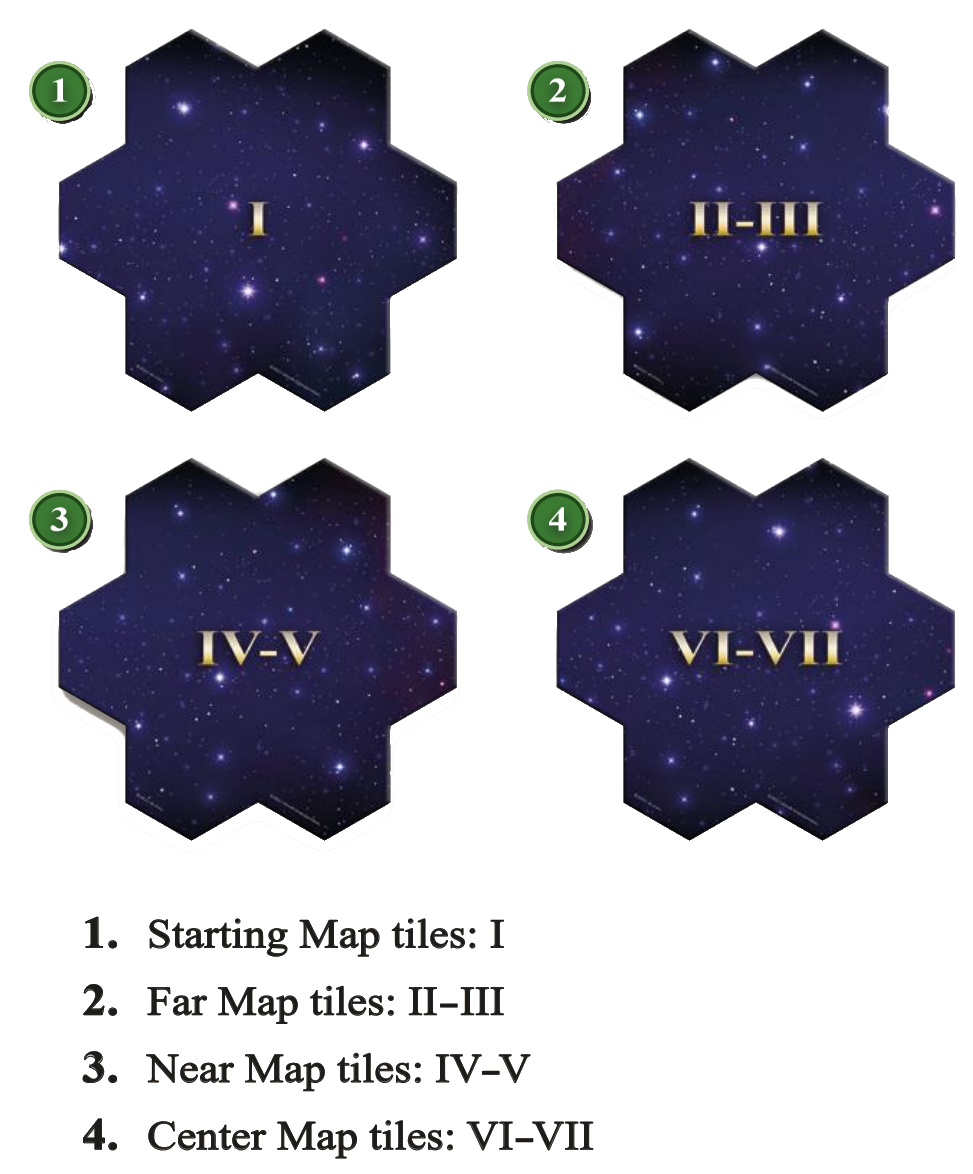 1
I
2
II–III
3
IV–V
4
VI–VII
1. Starting Map tiles: I
2. Far Map tiles: II–III
3. Near Map tiles: IV–V
4. Center Map tiles: VI–VII